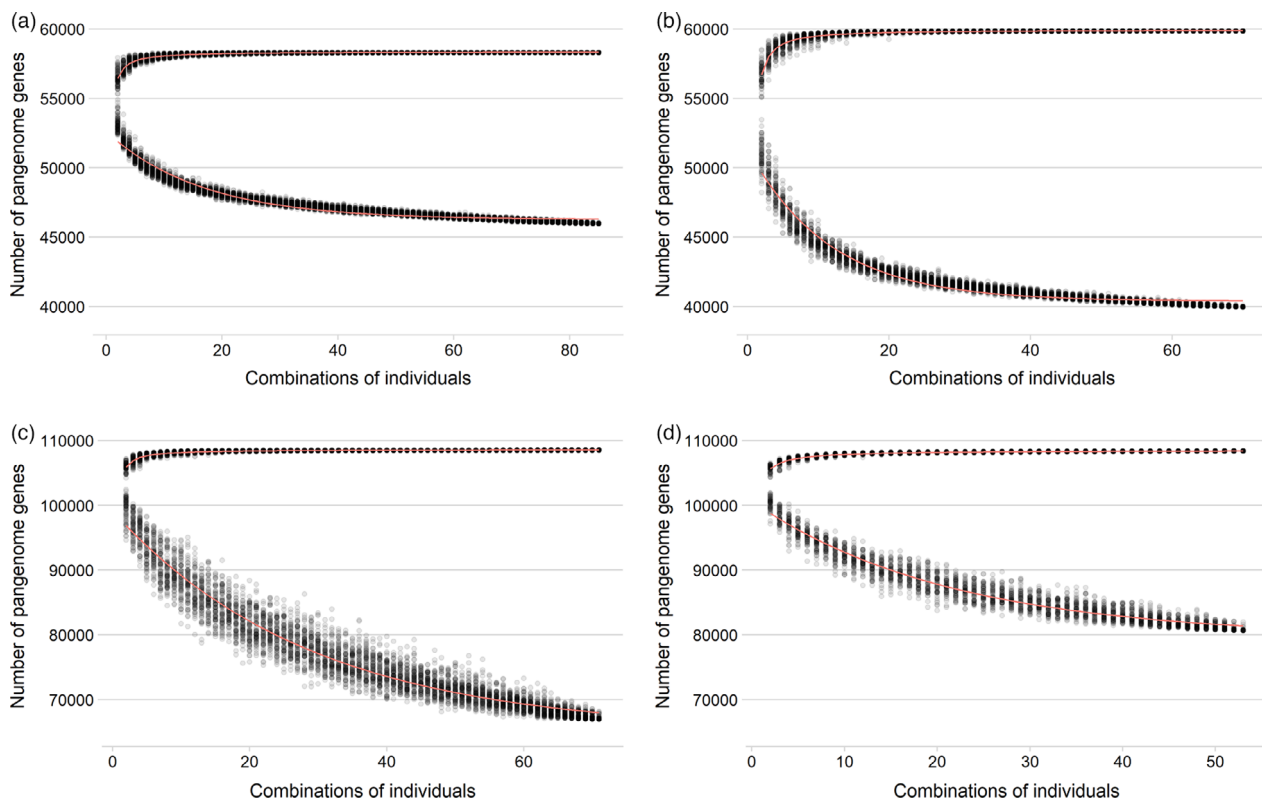 (a)
60000
55000
50000
45000
40000
Number of pangenome genes
0 20 40 60 80
Combinations of individuals
(b)
60000
55000
50000
45000
40000
Number of pangenome genes
0 20 40 60
Combinations of individuals
(c)
110000
100000
90000
80000
70000
Number of pangenome genes
0 20 40 60
Combinations of individuals
(d)
110000
100000
90000
80000
70000
Number of pangenome genes
0 10 20 30 40 50
Combinations of individuals